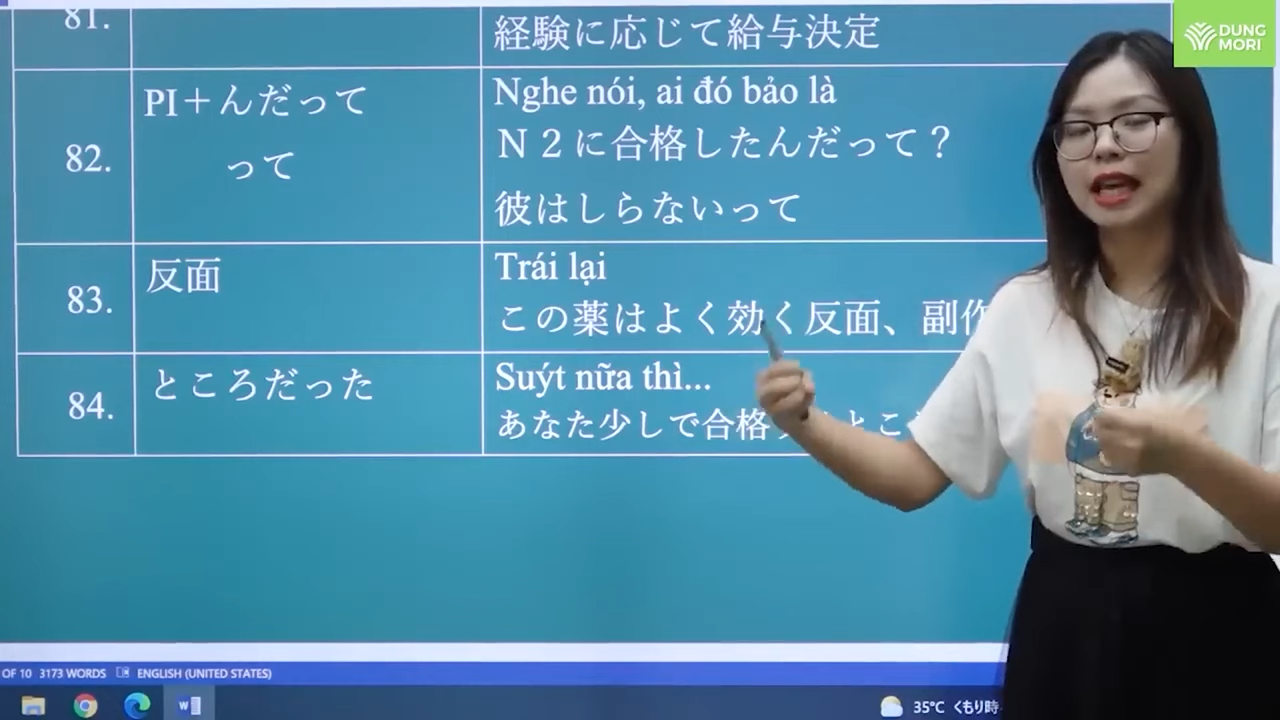 DUNG
MORI
81.
経験に応じて給与決定
82.
PI＋んだって
って
Nghe nói, ai đó bảo là
N２に合格したんだって？
彼はしらないって
83.
反面
Trái lại
この薬はよく効く反面、副作
84.
ところだった
Suýt nữa thì...
あなた少しで合格
とこ
OF 10 3173 WORDS ENGLISH (UNITED STATES)
35°C くもり時